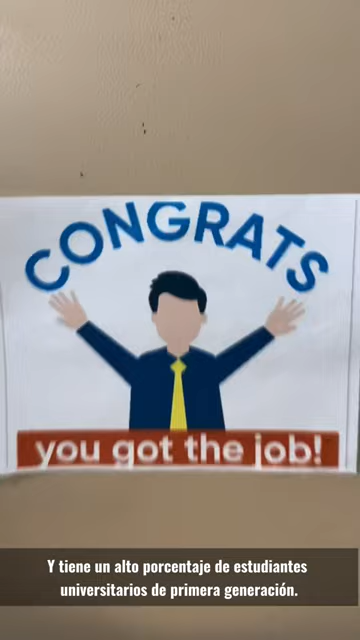 CONGRATS
you got the job!
Y tiene un alto porcentaje de estudiantes
universitarios de primera generación.